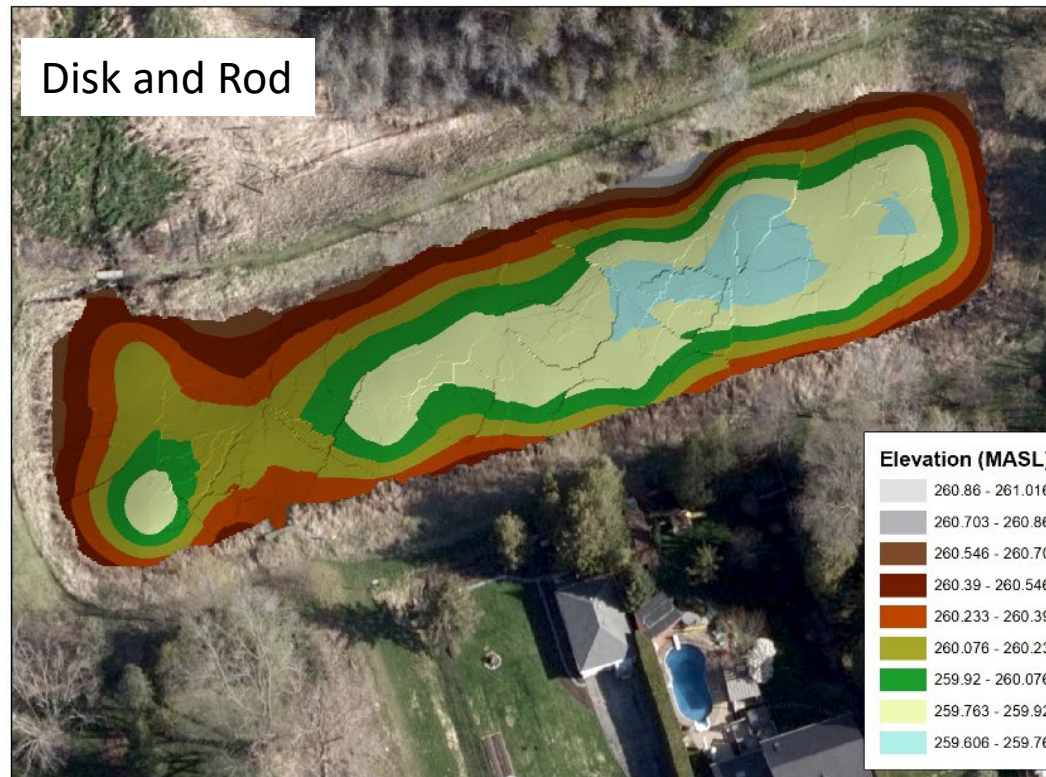 Disk and Rod
Elevation (MASL)
260.86 - 261.016
260.703 - 260.86
260.546 - 260.70
260.39 - 260.546
260.233 - 260.39
260.076 - 260.23
259.92 - 260.076
259.763 - 259.92
259.606 - 259.76